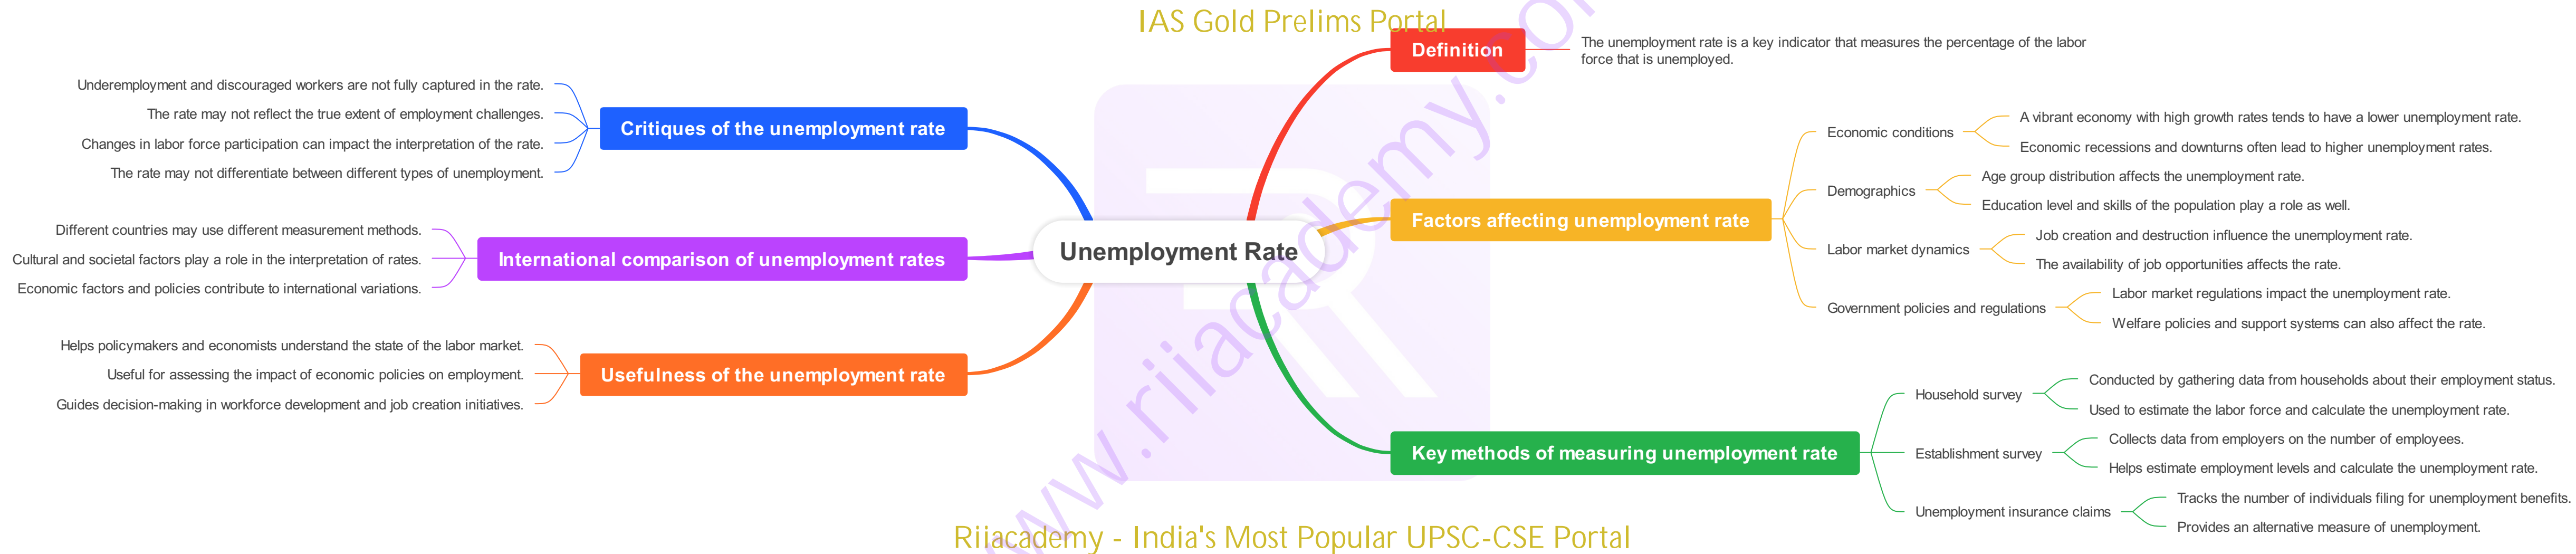 IAS Gold Prelims Portal
Unemployment Rate
Definition
The unemployment rate is a key indicator that measures the percentage of the labor
force that is unemployed.
Factors affecting unemployment rate
Economic conditions
A vibrant economy with high growth rates tends to have a lower unemployment rate.
Economic recessions and downturns often lead to higher unemployment rates.
Demographics
Age group distribution affects the unemployment rate.
Education level and skills of the population play a role as well.
Labor market dynamics
Job creation and destruction influence the unemployment rate.
The availability of job opportunities affects the rate.
Government policies and regulations
Labor market regulations impact the unemployment rate.
Welfare policies and support systems can also affect the rate.
Key methods of measuring unemployment rate
Household survey
Conducted by gathering data from households about their employment status.
Used to estimate the labor force and calculate the unemployment rate.
Establishment survey
Collects data from employers on the number of employees.
Helps estimate employment levels and calculate the unemployment rate.
Unemployment insurance claims
Tracks the number of individuals filing for unemployment benefits.
Provides an alternative measure of unemployment.
Critiques of the unemployment rate
Underemployment and discouraged workers are not fully captured in the rate.
The rate may not reflect the true extent of employment challenges.
Changes in labor force participation can impact the interpretation of the rate.
The rate may not differentiate between different types of unemployment.
International comparison of unemployment rates
Different countries may use different measurement methods.
Cultural and societal factors play a role in the interpretation of rates.
Economic factors and policies contribute to international variations.
Usefulness of the unemployment rate
Helps policymakers and economists understand the state of the labor market.
Useful for assessing the impact of economic policies on employment.
Guides decision-making in workforce development and job creation initiatives.
www.riiacademy.com
Riiacademy - India's Most Popular UPSC-CSE Portal